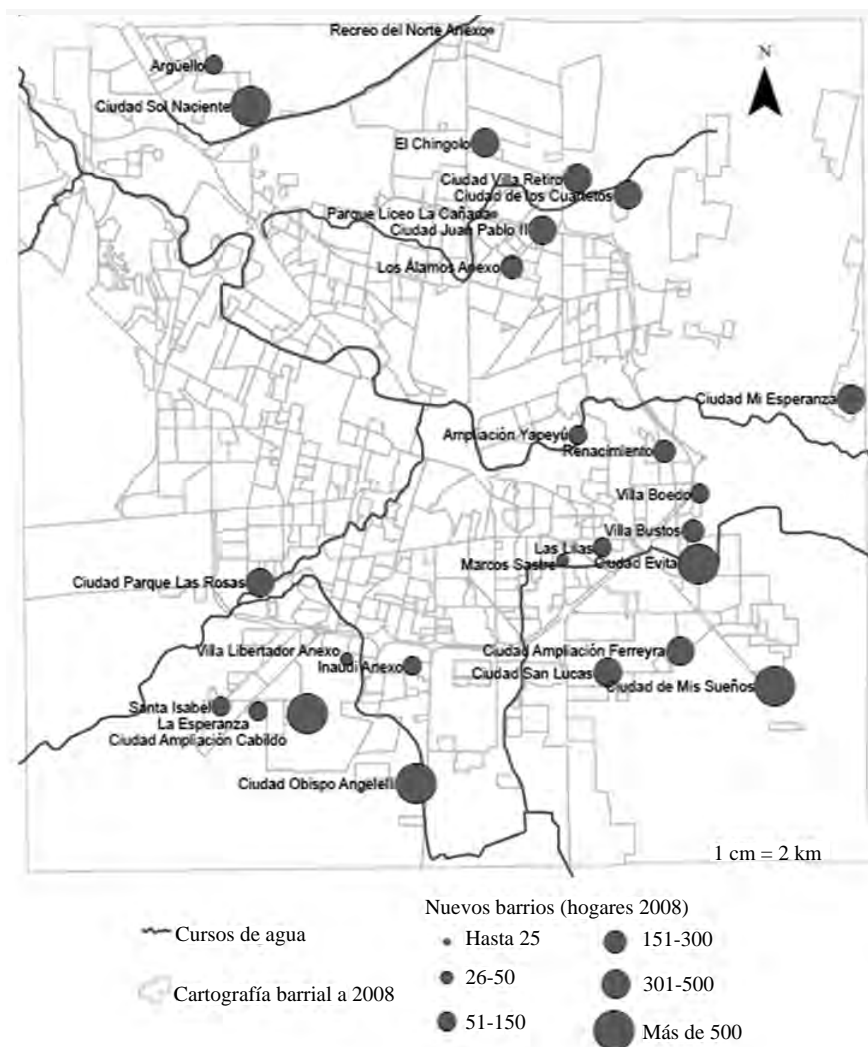 Recreo del Norte Anexo
N
Argüello
Ciudad Sol Naciente
El Chingolo
Ciudad Villa Retiro
Ciudad de los Cuartetos
Parque Liceo La Cañada
Ciudad Juan Pablo II
Los Álamos Anexo
Ciudad Mi Esperanza
Ampliación Yapeyú
Renacimiento
Villa Boedo
Villa Bustos
Las Lilas
Marcos Sastre
Ciudad Evita
Ciudad Parque Las Rosas
Villa Libertador Anexo
Inaudi Anexo
Ciudad Ampliación Ferreyra
Ciudad San Lucas
Ciudad de Mis Sueños
Santa Isabel
La Esperanza
Ciudad Ampliación Cabildo
Ciudad Obispo Angelelli
1 cm = 2 km
Nuevos barrios (hogares 2008)
Cursos de agua
Cartografía barrial a 2008
Hasta 25
26-50
51-150
151-300
301-500
Más de 500